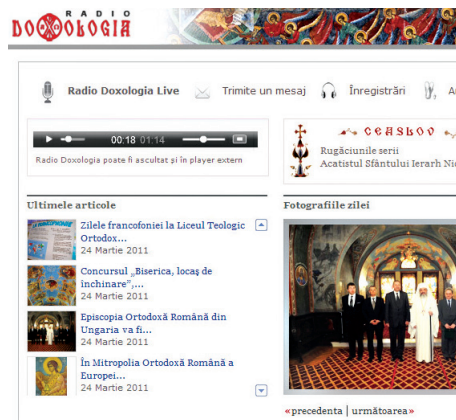 RADIO
DOXOLOGIA
Radio Doxologia Live
Trimite un mesaj
Înregistrări
00:18 01:14
Radio Doxologia poate fi ascultat și în player extern
CEASLOV
Rugăciunile serii
Acatistul Sfântului Ierarh
Ultimele articole
Zilele francofoniei la Liceul Teologic
Ortodox...
24 Martie 2011
Concursul „Biserica, locaş de
închinare”,...
24 Martie 2011
Episcopia Ortodoxă Română din
Ungaria va fi...
24 Martie 2011
În Mitropolia Ortodoxă Română a
Europei...
24 Martie 2011
Fotografiile zilei
«precedenta | următoarea»